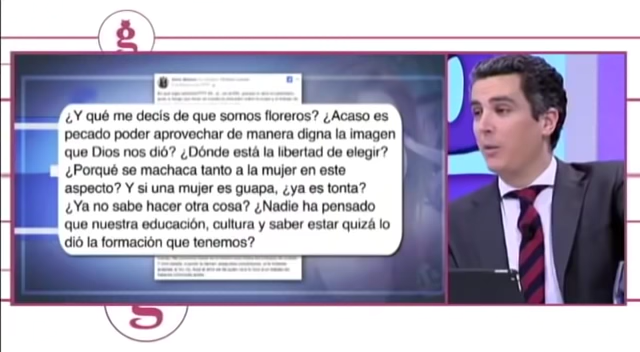 g
¿Y qué me decís de que somos floreros? ¿Acaso es
pecado poder aprovechar de manera digna la imagen
que Dios nos dió? ¿Dónde está la libertad de elegir?
¿Porqué se machaca tanto a la mujer en este
aspecto? Y si una mujer es guapa, ¿ya es tonta?
¿Ya no sabe hacer otra cosa? ¿Nadie ha pensado
que nuestra educación, cultura y saber estar quizá lo
dió la formación que tenemos?